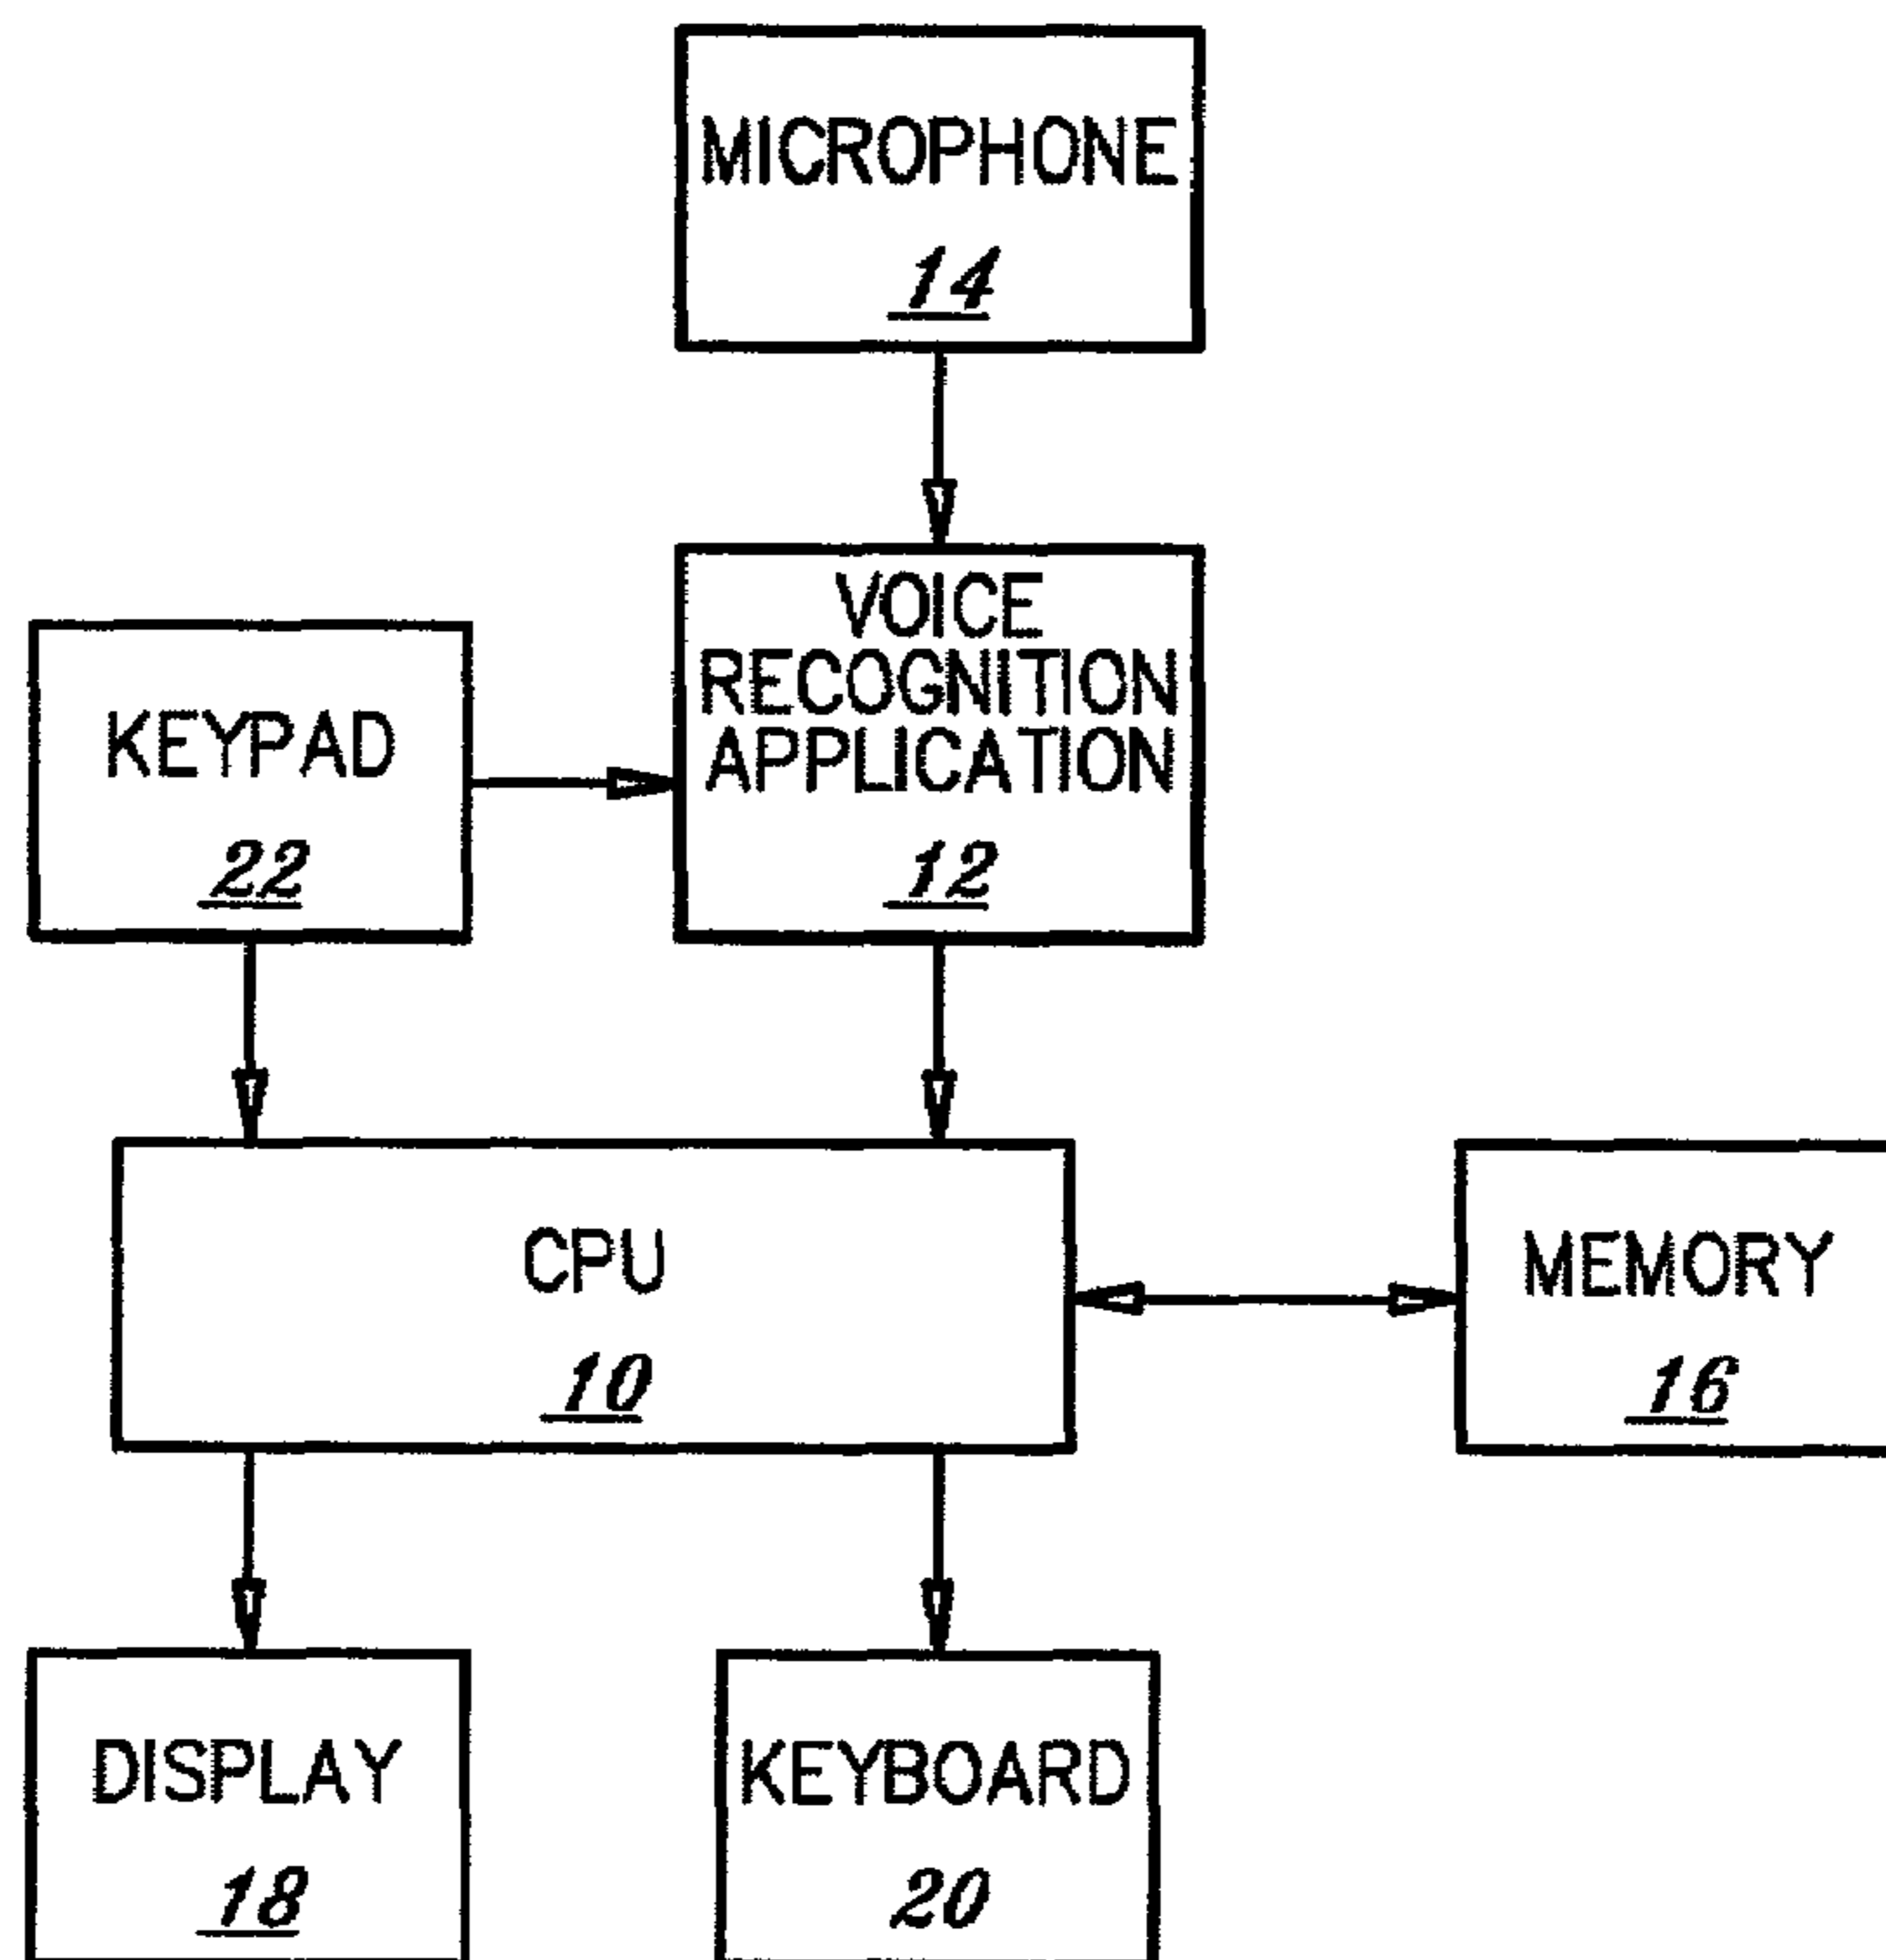 MICROPHONE
14
VOICE
RECOGNITION
APPLICATION
12
KEYPAD
22
CPU
10
MEMORY
16
DISPLAY
18
KEYBOARD
20